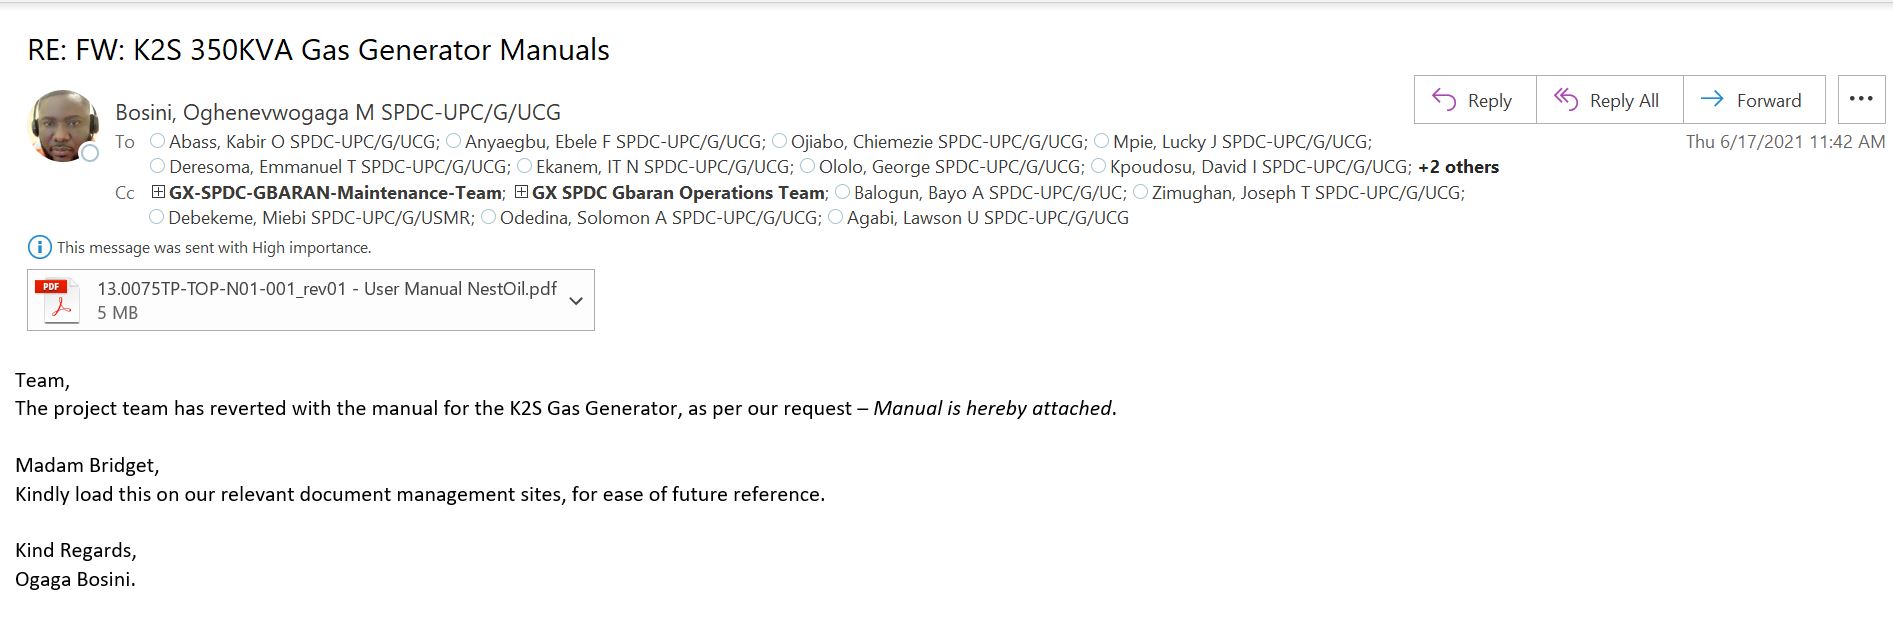 RE: FW: K2S 350KVA Gas Generator Manuals
Bosini, Oghenevwogaga M SPDC-UPC/G/UCG
Reply
Reply All
Forward
To Abass, Kabir O SPDC-UPC/G/UCG; Anyaegbu, Ebele F SPDC-UPC/G/UCG; Ojiabo, Chiemezie SPDC-UPC/G/UCG; Mpie, Lucky J SPDC-UPC/G/UCG;
Thu 6/17/2021 11:42 AM
Deresoma, Emmanuel T SPDC-UPC/G/UCG; Ekanem, IT N SPDC-UPC/G/UCG; Ololo, George SPDC-UPC/G/UCG; Kpoudosu, David I SPDC-UPC/G/UCG; +2 others
Cc GX-SPDC-GBARAN-Maintenance-Team; GX SPDC Gbaran Operations Team; Balogun, Bayo A SPDC-UPC/G/UC; Zimughan, Joseph T SPDC-UPC/G/UCG;
Debekeme, Miebi SPDC-UPC/G/USMR; Odedina, Solomon A SPDC-UPC/G/UCG; Agabi, Lawson U SPDC-UPC/G/UCG
This message was sent with High importance.
PDF
13.0075TP-TOP-N01-001_rev01 - User Manual NestOil.pdf
5 MB
Team,
The project team has reverted with the manual for the K2S Gas Generator, as per our request – Manual is hereby attached.
Madam Bridget,
Kindly load this on our relevant document management sites, for ease of future reference.
Kind Regards,
Ogaga Bosini.